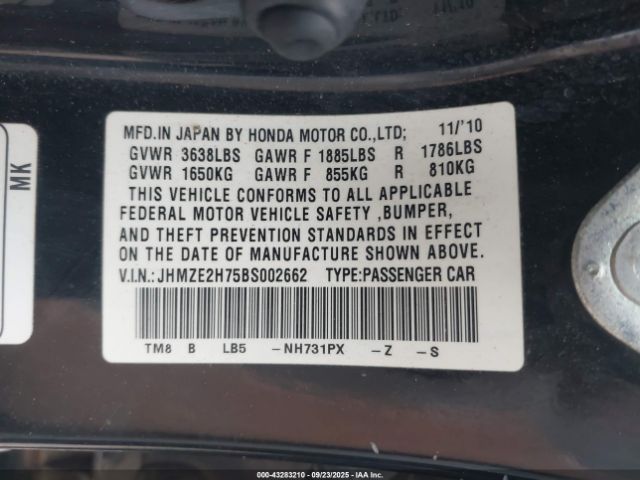 MFD.IN JAPAN BY HONDA MOTOR CO.,LTD; 11/'10
GVWR 3638LBS GAWR F 1885LBS R 1786LBS
GVWR 1650KG GAWR F 855KG R 810KG
THIS VEHICLE CONFORMS TO ALL APPLICABLE
FEDERAL MOTOR VEHICLE SAFETY ,BUMPER,
AND THEFT PREVENTION STANDARDS IN EFFECT
ON THE DATE OF MANUFACTURE SHOWN ABOVE.
V.I.N.:JHMZE2H75BS002662 TYPE:PASSENGER CAR
TM8 B LB5 -NH731PX -Z -S
MK
000-43283210 - 09/23/2025 - WWW.IAAI.COM